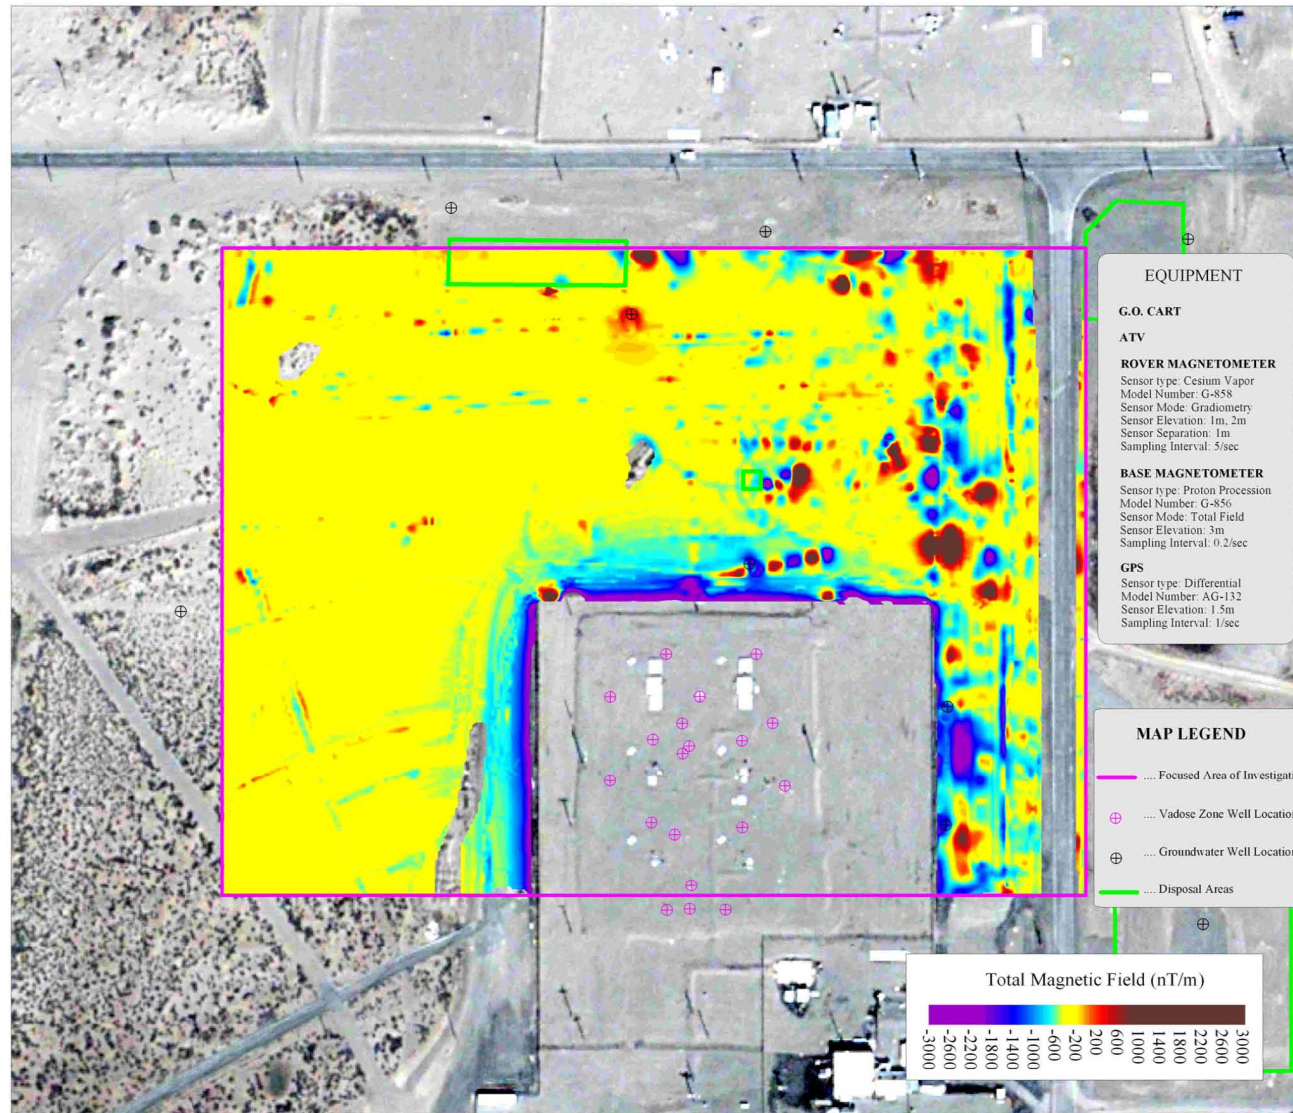 EQUIPMENT
G.O. CART
ATV
ROVER MAGNETOMETER
Sensor type: Cesium Vapor
Model Number: G-858
Sensor Mode: Gradiometry
Sensor Elevation: 1m, 2m
Sensor Separation: 1m
Sampling Interval: 5/sec
BASE MAGNETOMETER
Sensor type: Proton Procession
Model Number: G-856
Sensor Mode: Total Field
Sensor Elevation: 3m
Sampling Interval: 0.2/sec
GPS
Sensor type: Differential
Model Number: AG-132
Sensor Elevation: 1.5m
Sampling Interval: 1/sec
MAP LEGEND
.... Focused Area of Investigati
.... Vadose Zone Well Location
.... Groundwater Well Location
.... Disposal Areas
Total Magnetic Field (nT/m)
-3000
-2600
-2200
-1800
-1400
-1000
-600
-200
200
600
1000
1400
1800
2200
2600
3000